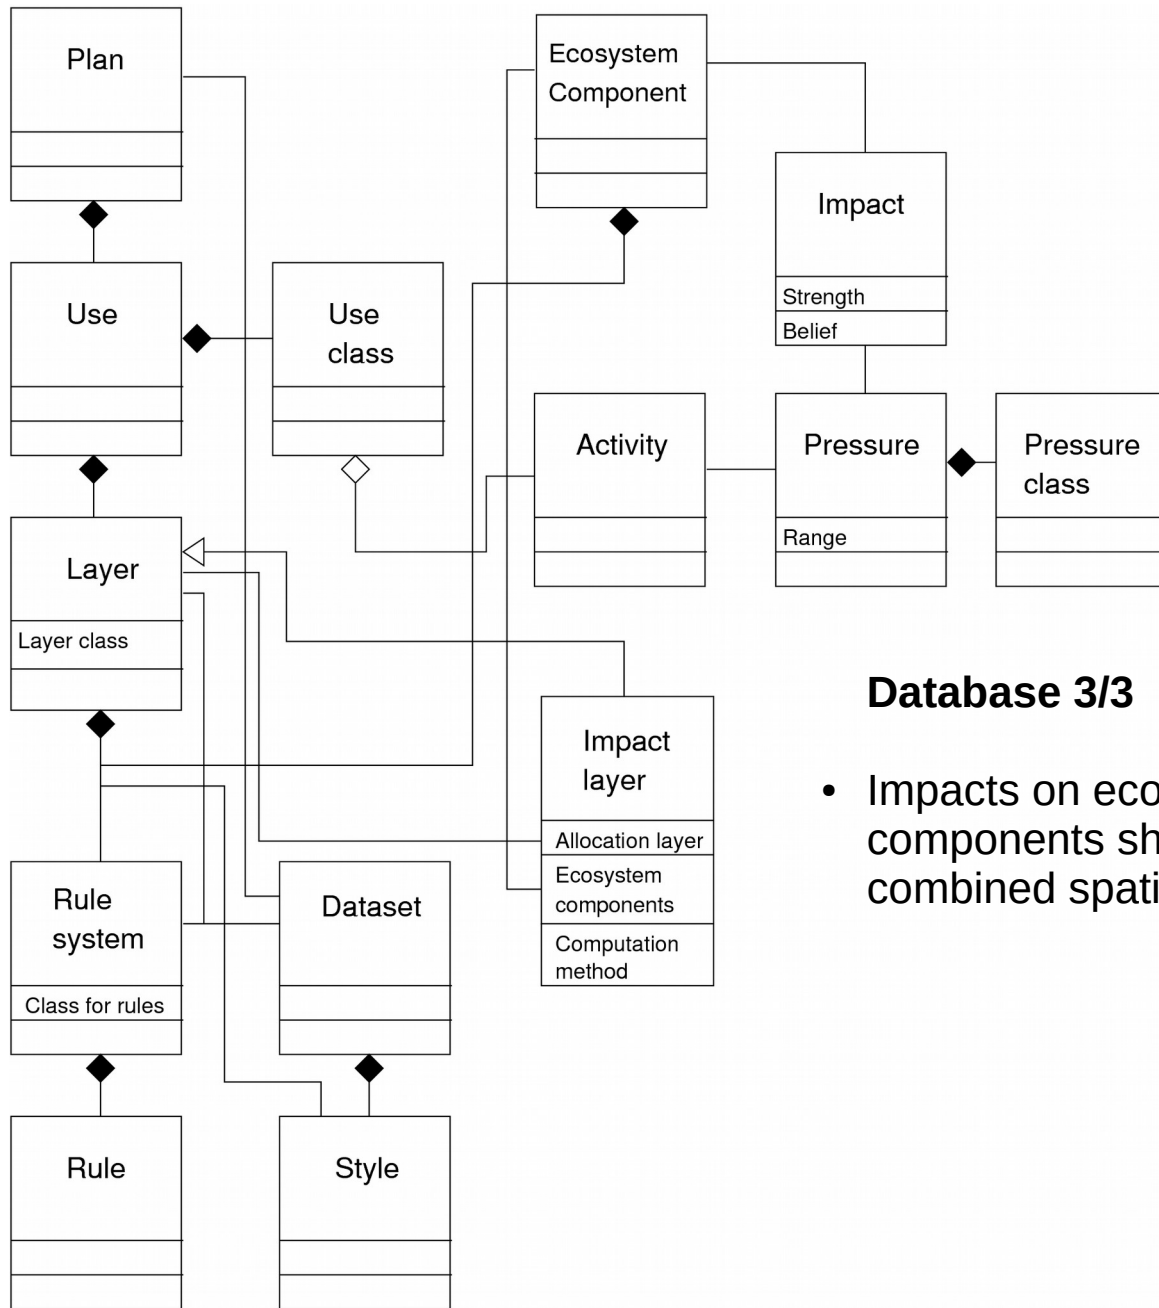 Plan
Ecosystem
Component
Impact
Strength
Belief
Use
Use
class
Activity
Pressure
Range
Pressure
class
Layer
Layer class
Database 3/3
Impact
layer
Allocation layer
Ecosystem
components
Computation
method
• Impacts on eco
components sh
combined spati
Rule
system
Class for rules
Dataset
Rule
Style